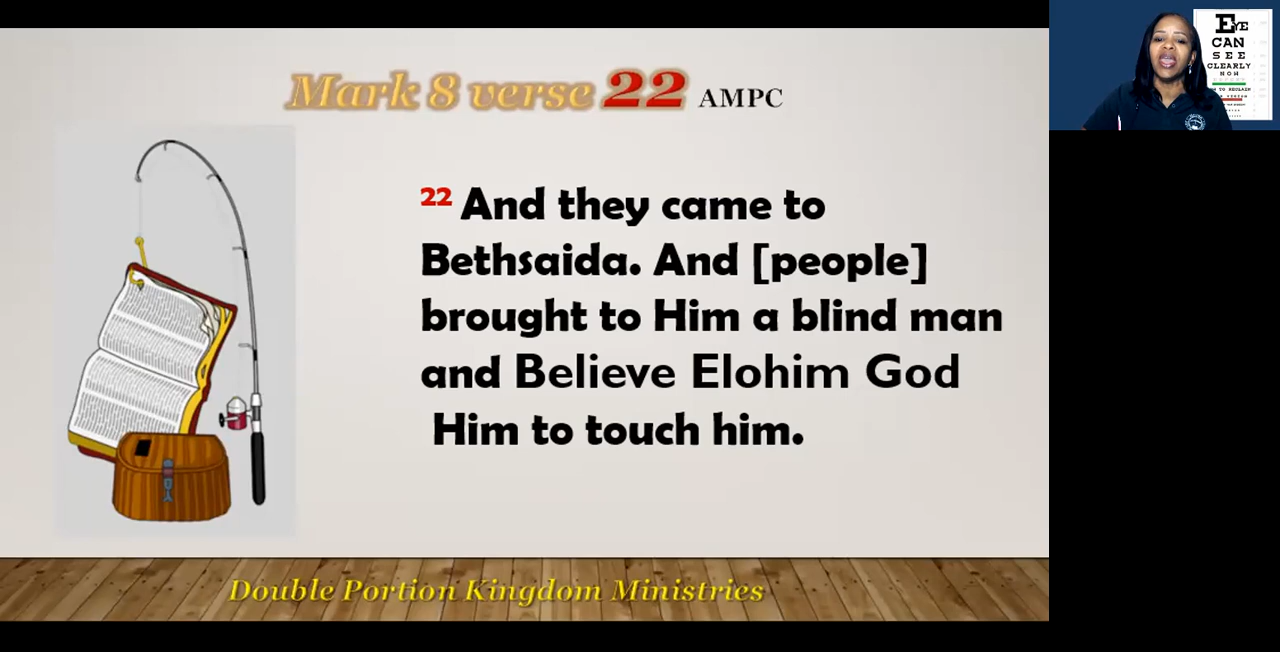 Mark 8 verse 22 AMPC
22 And they came to
Bethsaida. And [people]
brought to Him a blind man
and Believe Elohim God
Him to touch him.
Double Portion Kingdom Ministries
EYE
CAN
SEE
CLEARLY
NOW